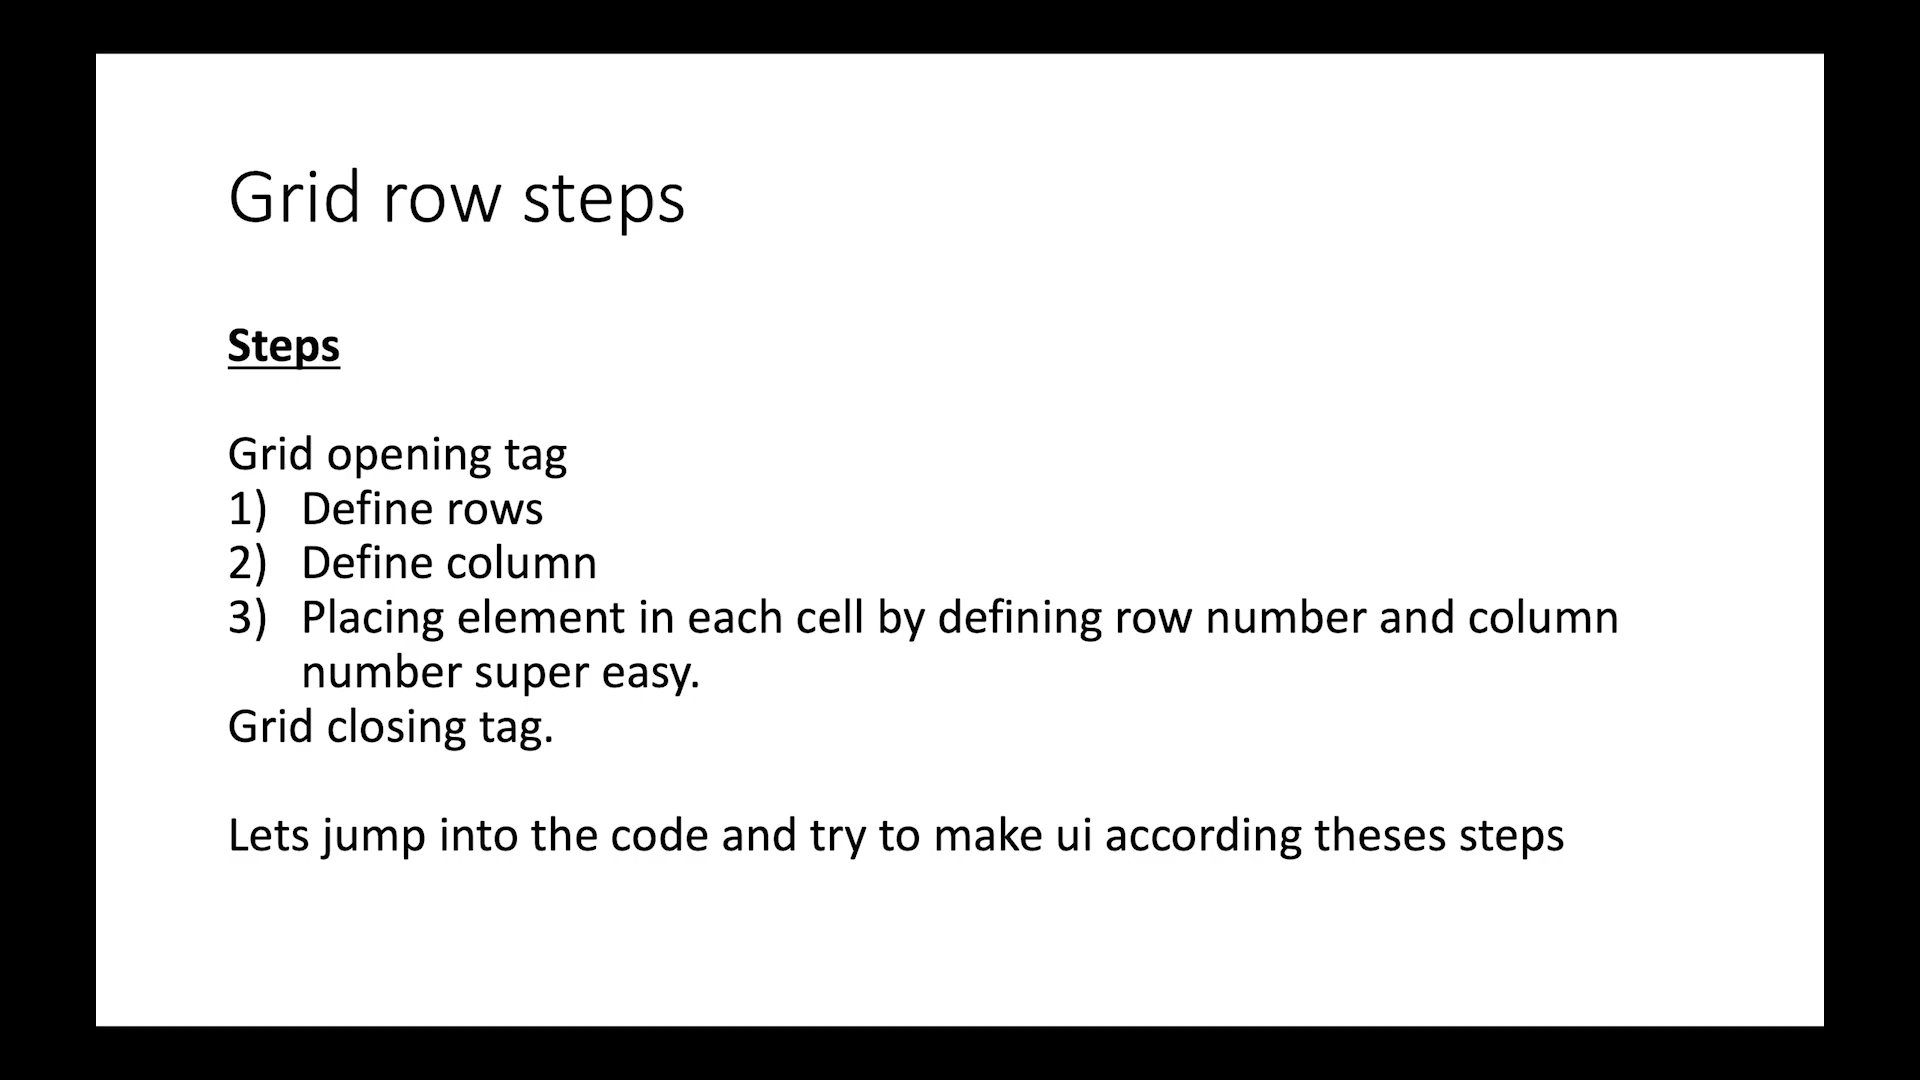 Grid row steps
Steps
Grid opening tag
1) Define rows
2) Define column
3) Placing element in each cell by defining row number and column
number super easy.
Grid closing tag.
Lets jump into the code and try to make ui according theses steps